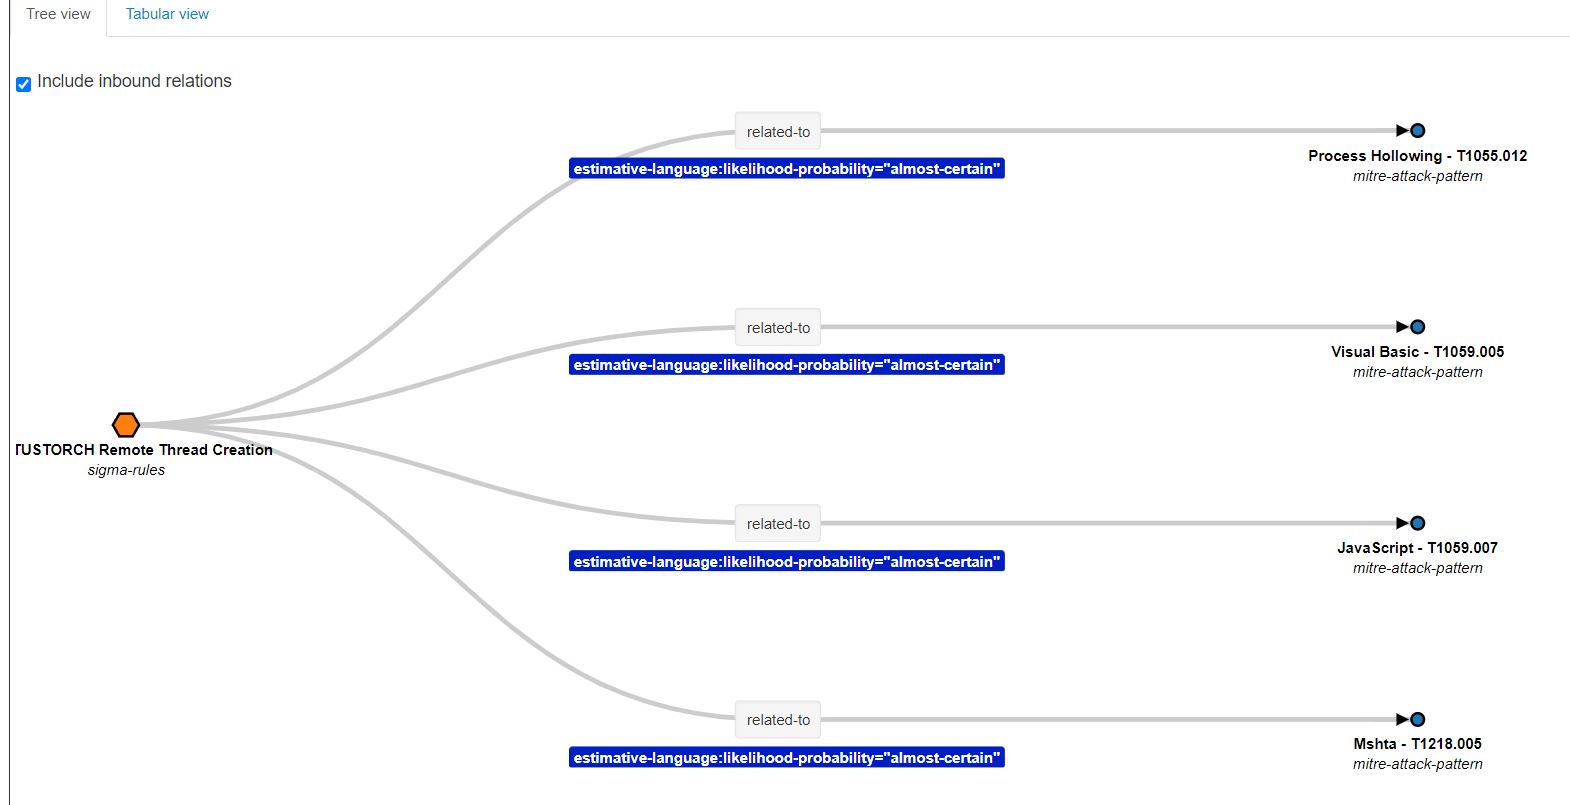 Tree view
Tabular view
Include inbound relations
related-to
estimative-language:likelihood-probability="almost-certain"
Process Hollowing - T1055.012
mitre-attack-pattern
related-to
estimative-language:likelihood-probability="almost-certain"
Visual Basic - T1059.005
mitre-attack-pattern
TUSTORCH Remote Thread Creation
sigma-rules
related-to
estimative-language:likelihood-probability="almost-certain"
JavaScript - T1059.007
mitre-attack-pattern
related-to
estimative-language:likelihood-probability="almost-certain"
Mshta - T1218.005
mitre-attack-pattern